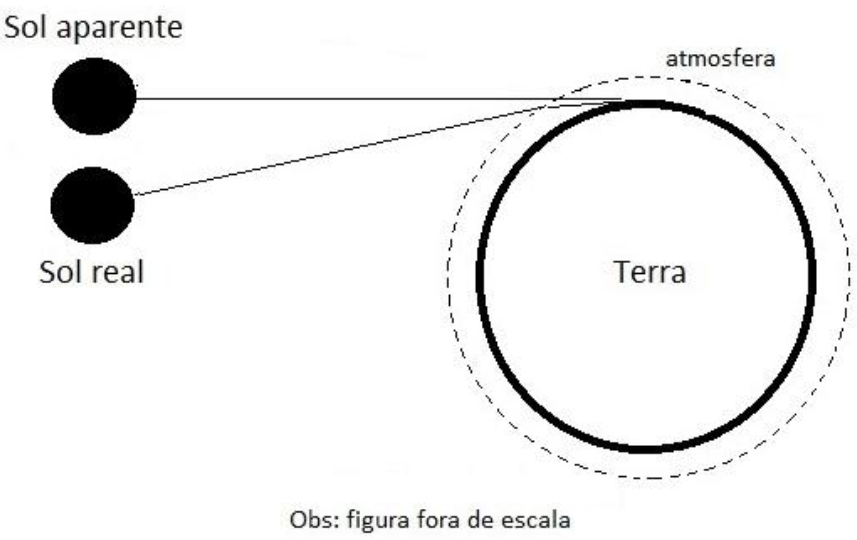 Sol aparente
atmosfera
Sol real
Terra
Obs: figura fora de escala